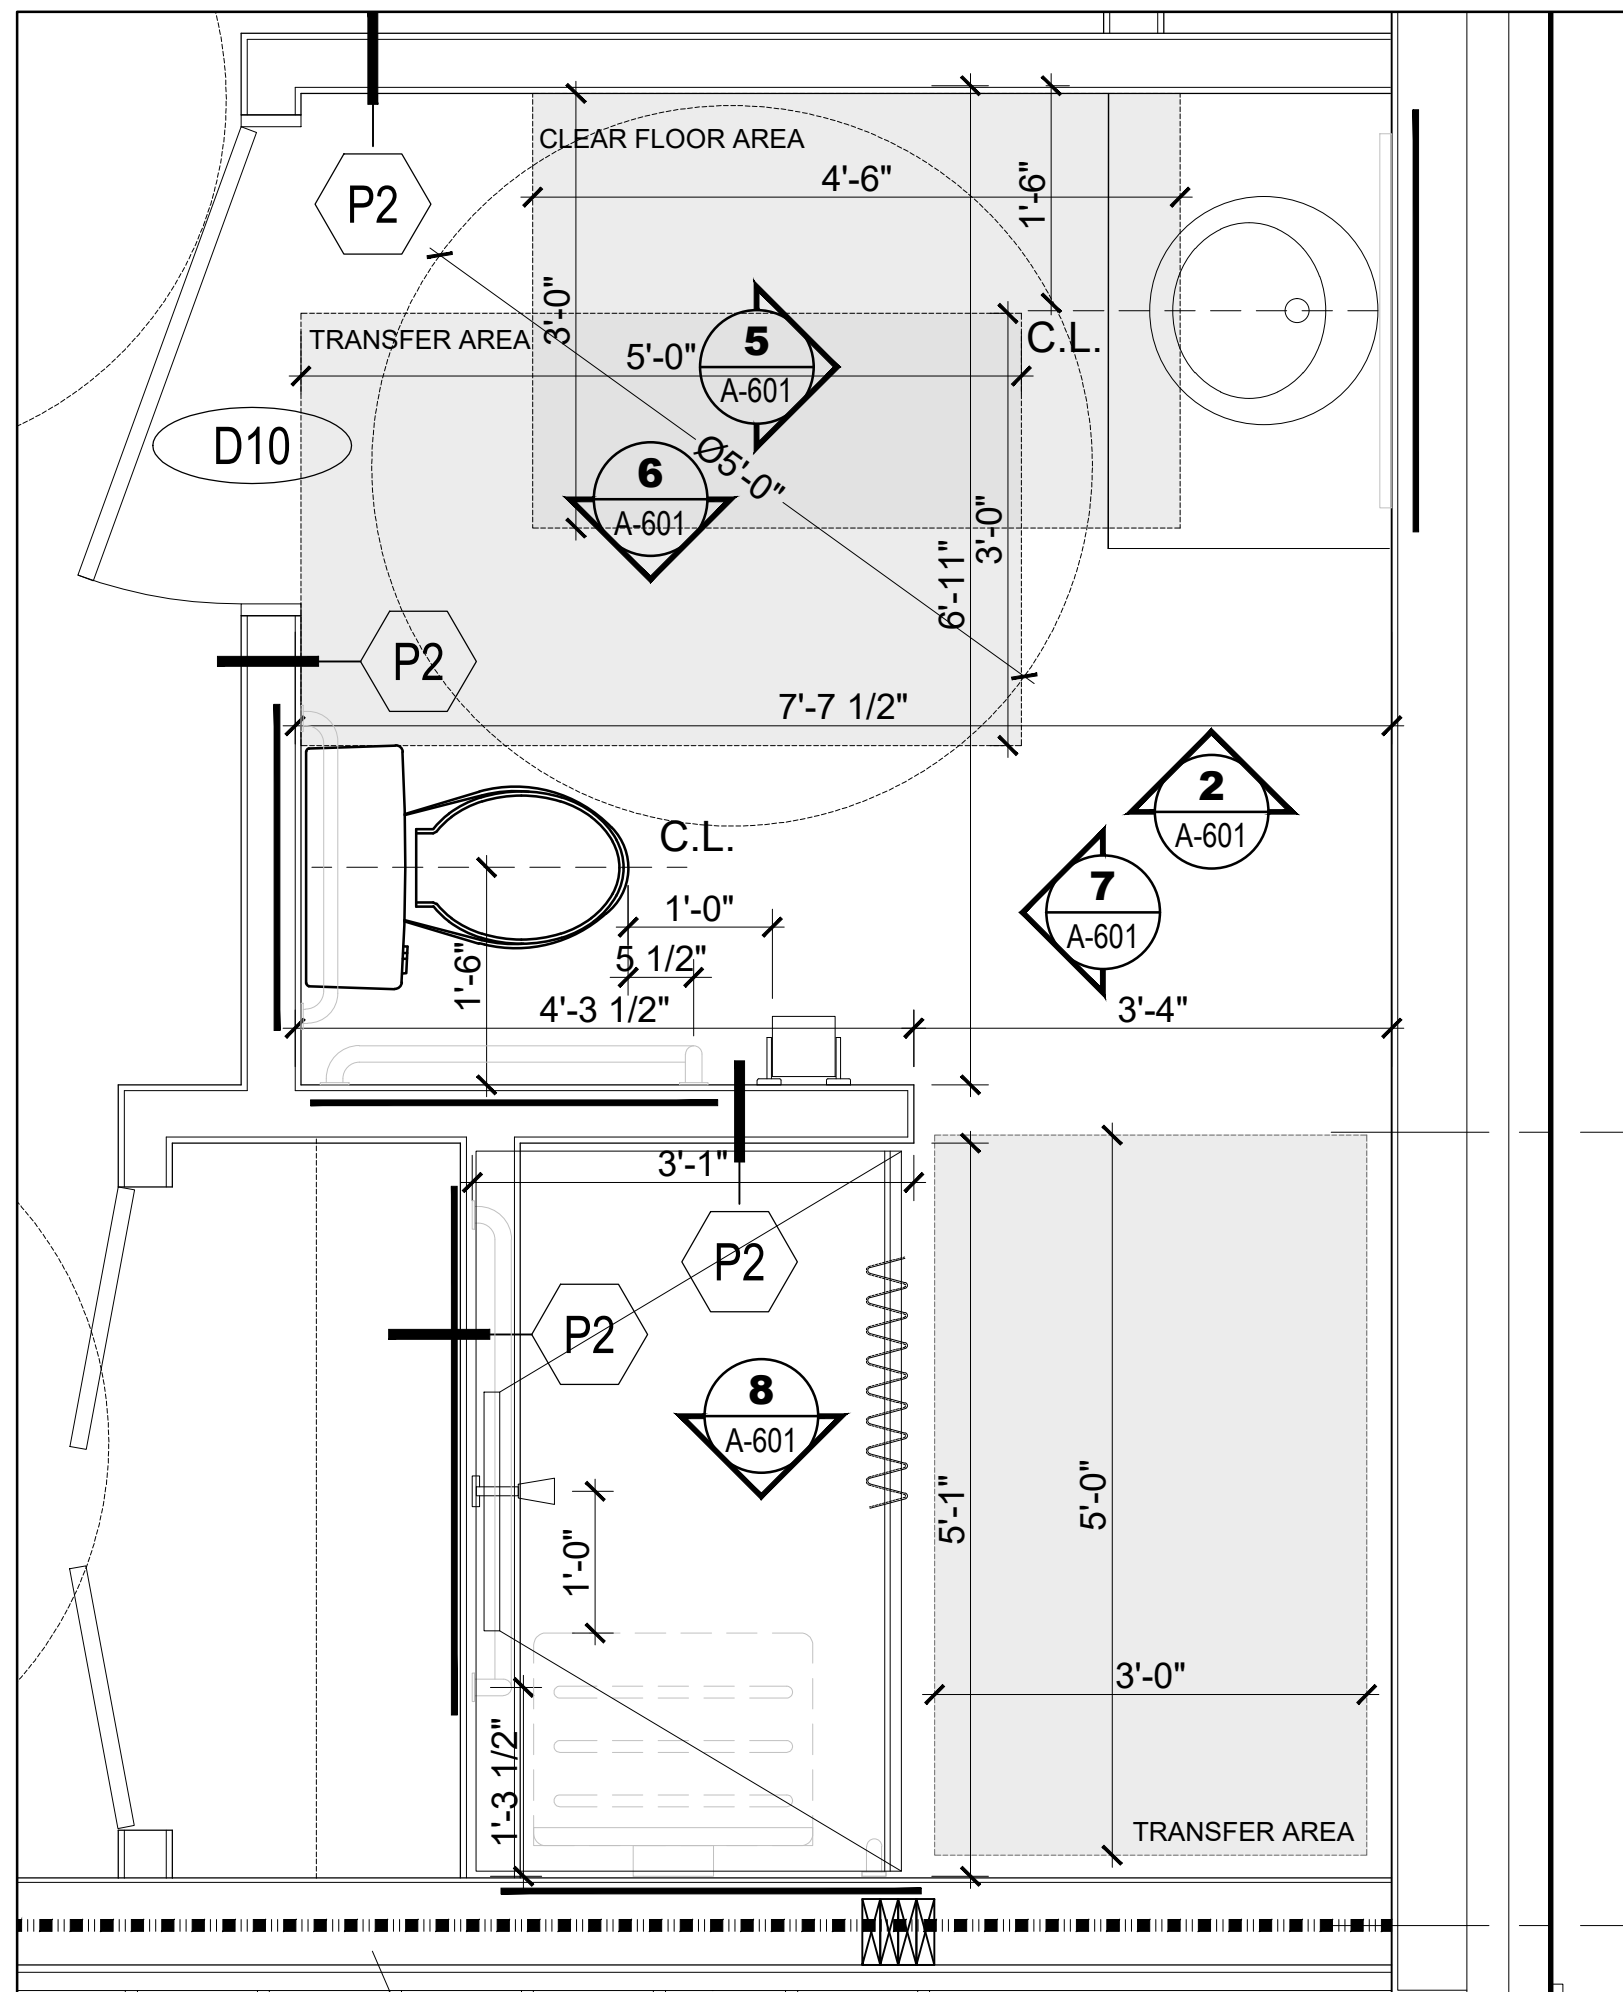 CLEAR FLOOR AREA
4'-6"
1'-6"
P2
3'-0"
TRANSFER AREA
5'-0"
5
A-601
C.L.
D10
6
A-601
Ø5'-0"
3'-0"
6'-11"
P2
7'-7 1/2"
2
A-601
C.L.
7
A-601
1'-0"
5 1/2"
1'-6"
4'-3 1/2"
3'-4"
3'-1"
P2
P2
8
A-601
5'-1"
5'-0"
1'-0"
3'-0"
1'-3 1/2"
TRANSFER AREA